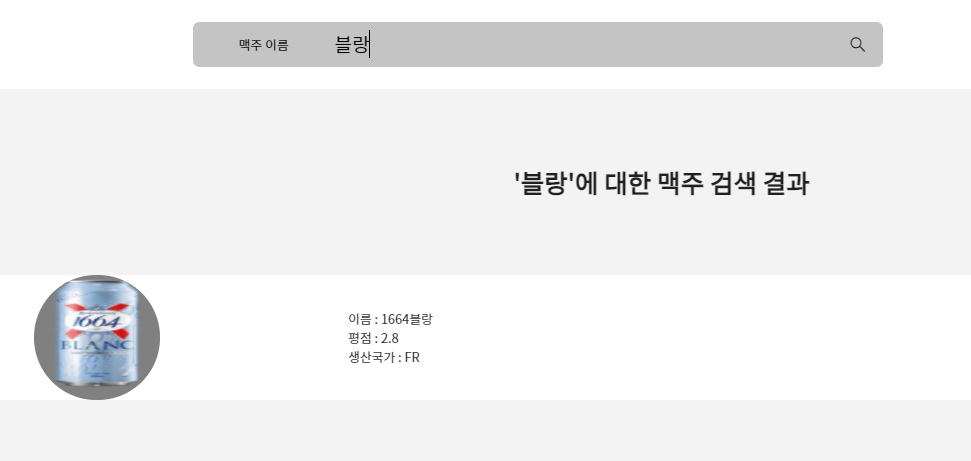 맥주 이름
블랑
'블랑'에 대한 맥주 검색 결과
1664
BLANC
이름 : 1664블랑
평점 : 2.8
생산국가 : FR